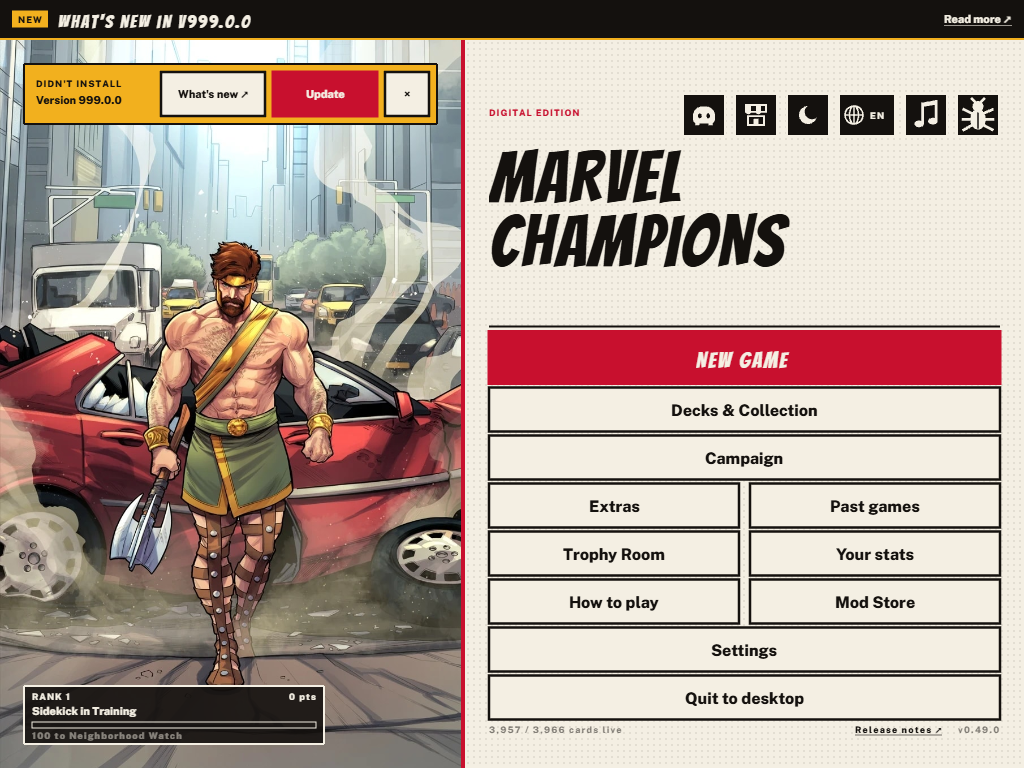 NEW WHAT'S NEW IN V999.0.0 Read more ↗
DIDN'T INSTALL
Version 999.0.0
What's new ↗
Update
×
DIGITAL EDITION
EN
MARVEL
CHAMPIONS
NEW GAME
Decks & Collection
Campaign
Extras
Past games
Trophy Room
Your stats
How to play
Mod Store
Settings
Quit to desktop
RANK 1 0 pts
Sidekick in Training
100 to Neighborhood Watch
3,957 / 3,966 cards live
Release notes ↗ v0.49.0